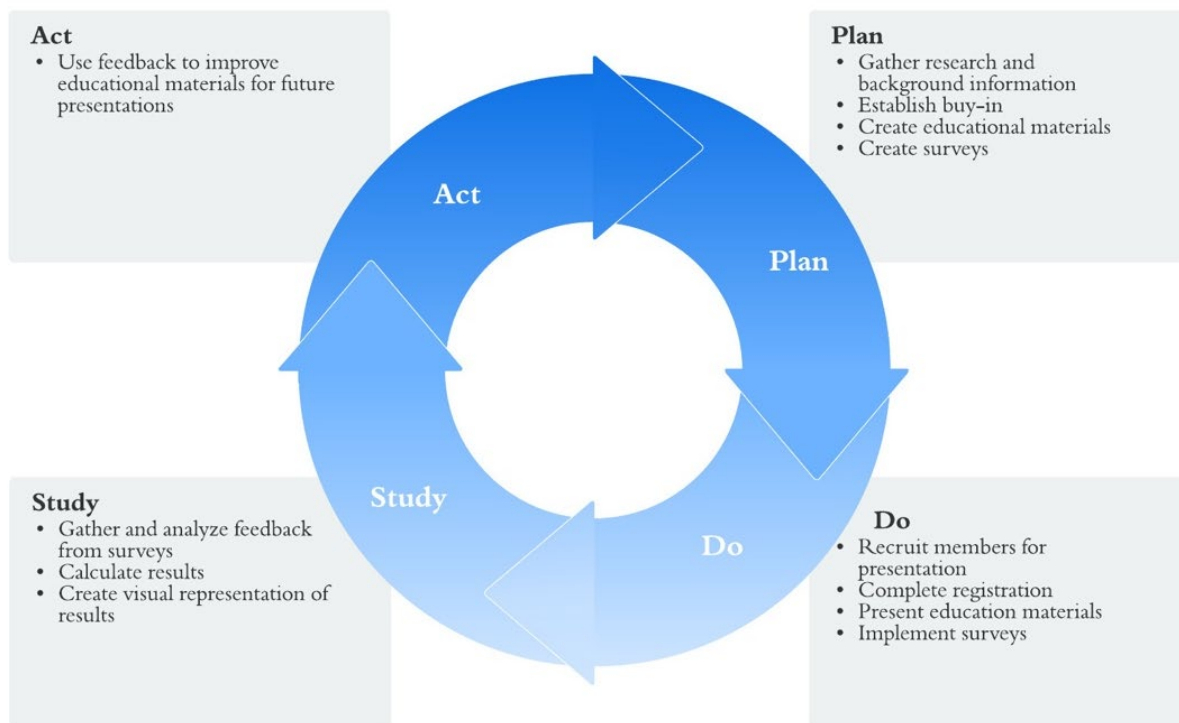 Act
• Use feedback to improve
educational materials for future
presentations
Plan
• Gather research and
background information
• Establish buy-in
• Create educational materials
• Create surveys
Act
Plan
Study
Do
Study
• Gather and analyze feedback
from surveys
• Calculate results
• Create visual representation of
results
Do
• Recruit members for
presentation
• Complete registration
• Present education materials
• Implement surveys